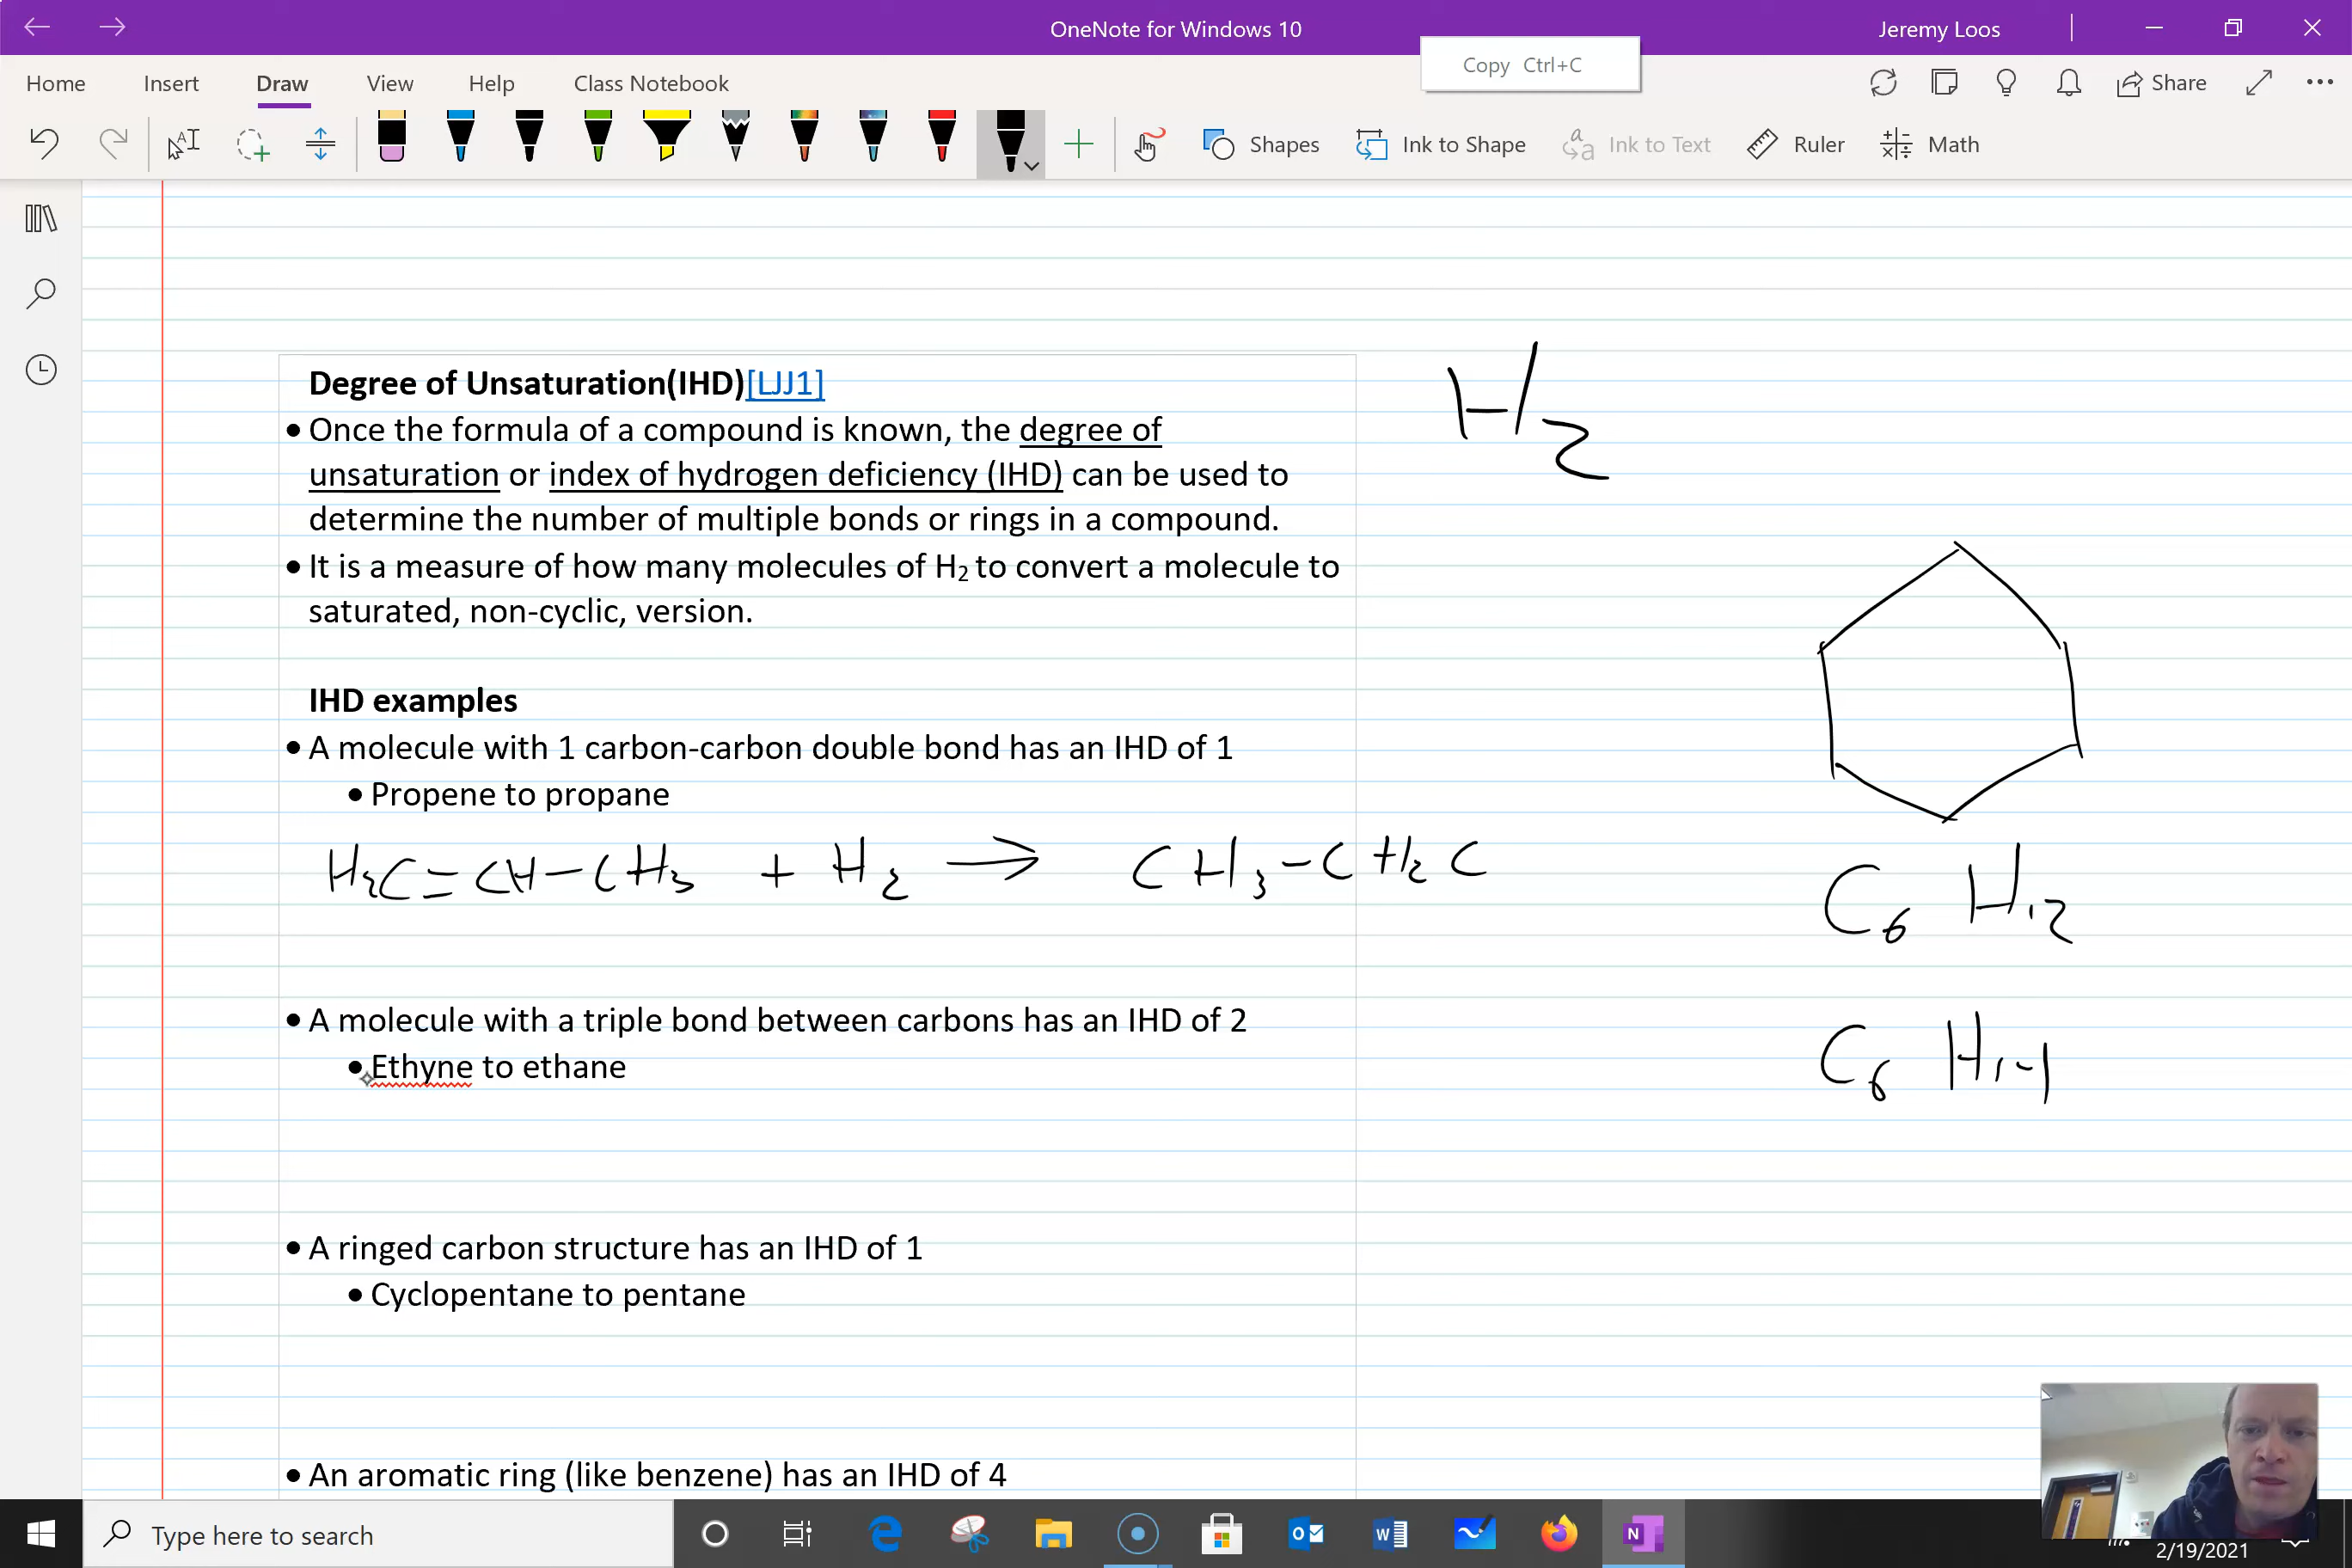 OneNote for Windows 10
Jeremy Loos
Copy Ctrl+C
Home Insert Draw View Help Class Notebook
Share
Shapes Ink to Shape Ink to Text Ruler Math
Degree of Unsaturation(IHD)[LJJ1]
• Once the formula of a compound is known, the degree of
unsaturation or index of hydrogen deficiency (IHD) can be used to
determine the number of multiple bonds or rings in a compound.
• It is a measure of how many molecules of H₂ to convert a molecule to
saturated, non-cyclic, version.
H₂
IHD examples
• A molecule with 1 carbon-carbon double bond has an IHD of 1
• Propene to propane
H₂C=CH-CH₃ + H₂ → CH₃-CH₂C
C₆H₁₂
• A molecule with a triple bond between carbons has an IHD of 2
• Ethyne to ethane
C₆H₁₄
• A ringed carbon structure has an IHD of 1
• Cyclopentane to pentane
• An aromatic ring (like benzene) has an IHD of 4
Type here to search
2/19/2021